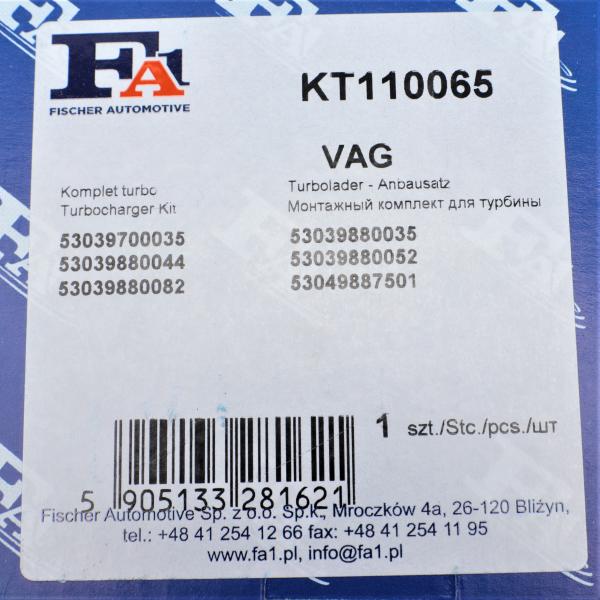 FA1
FISCHER AUTOMOTIVE
KT110065
VAG
Komplet turbo
Turbocharger Kit
Turbolader - Anbausatz
Монтажный комплект для турбины
53039700035
53039880044
53039880082
53039880035
53039880052
53049887501
1 szt./Stc./pcs./шт
5 905133 281621
Fischer Automotive Sp. z o.o. Sp.k., Mroczków 4a, 26-120 Bliżyn,
tel.: +48 41 254 12 66 fax: +48 41 254 11 95
www.fa1.pl, info@fa1.pl